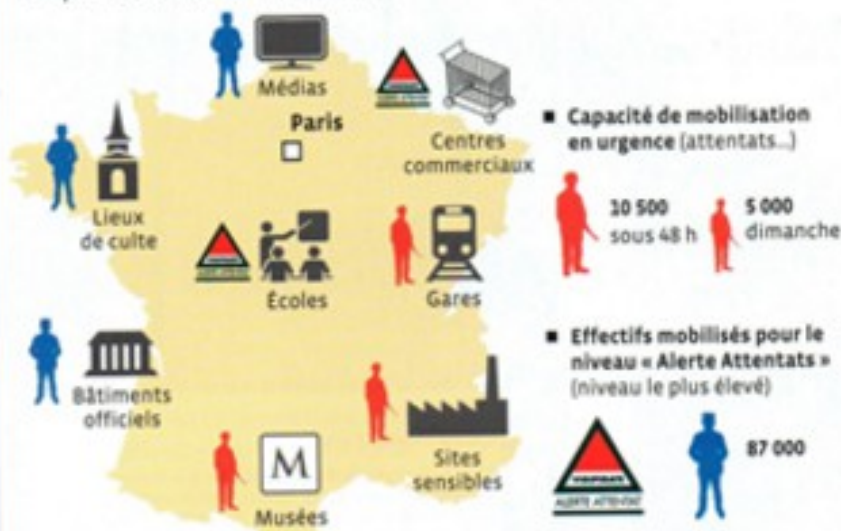 Médias
Paris
Centres
commerciaux
Lieux
de culte
Écoles
Gares
Bâtiments
officiels
M
Musées
Sites
sensibles
■ Capacité de mobilisation
en urgence (attentats...)
10 500
sous 48 h
5 000
dimanche
■ Effectifs mobilisés pour le
niveau « Alerte Attentats »
(niveau le plus élevé)
VIGIPIRATE
ALERTE ATTENTAT
87 000